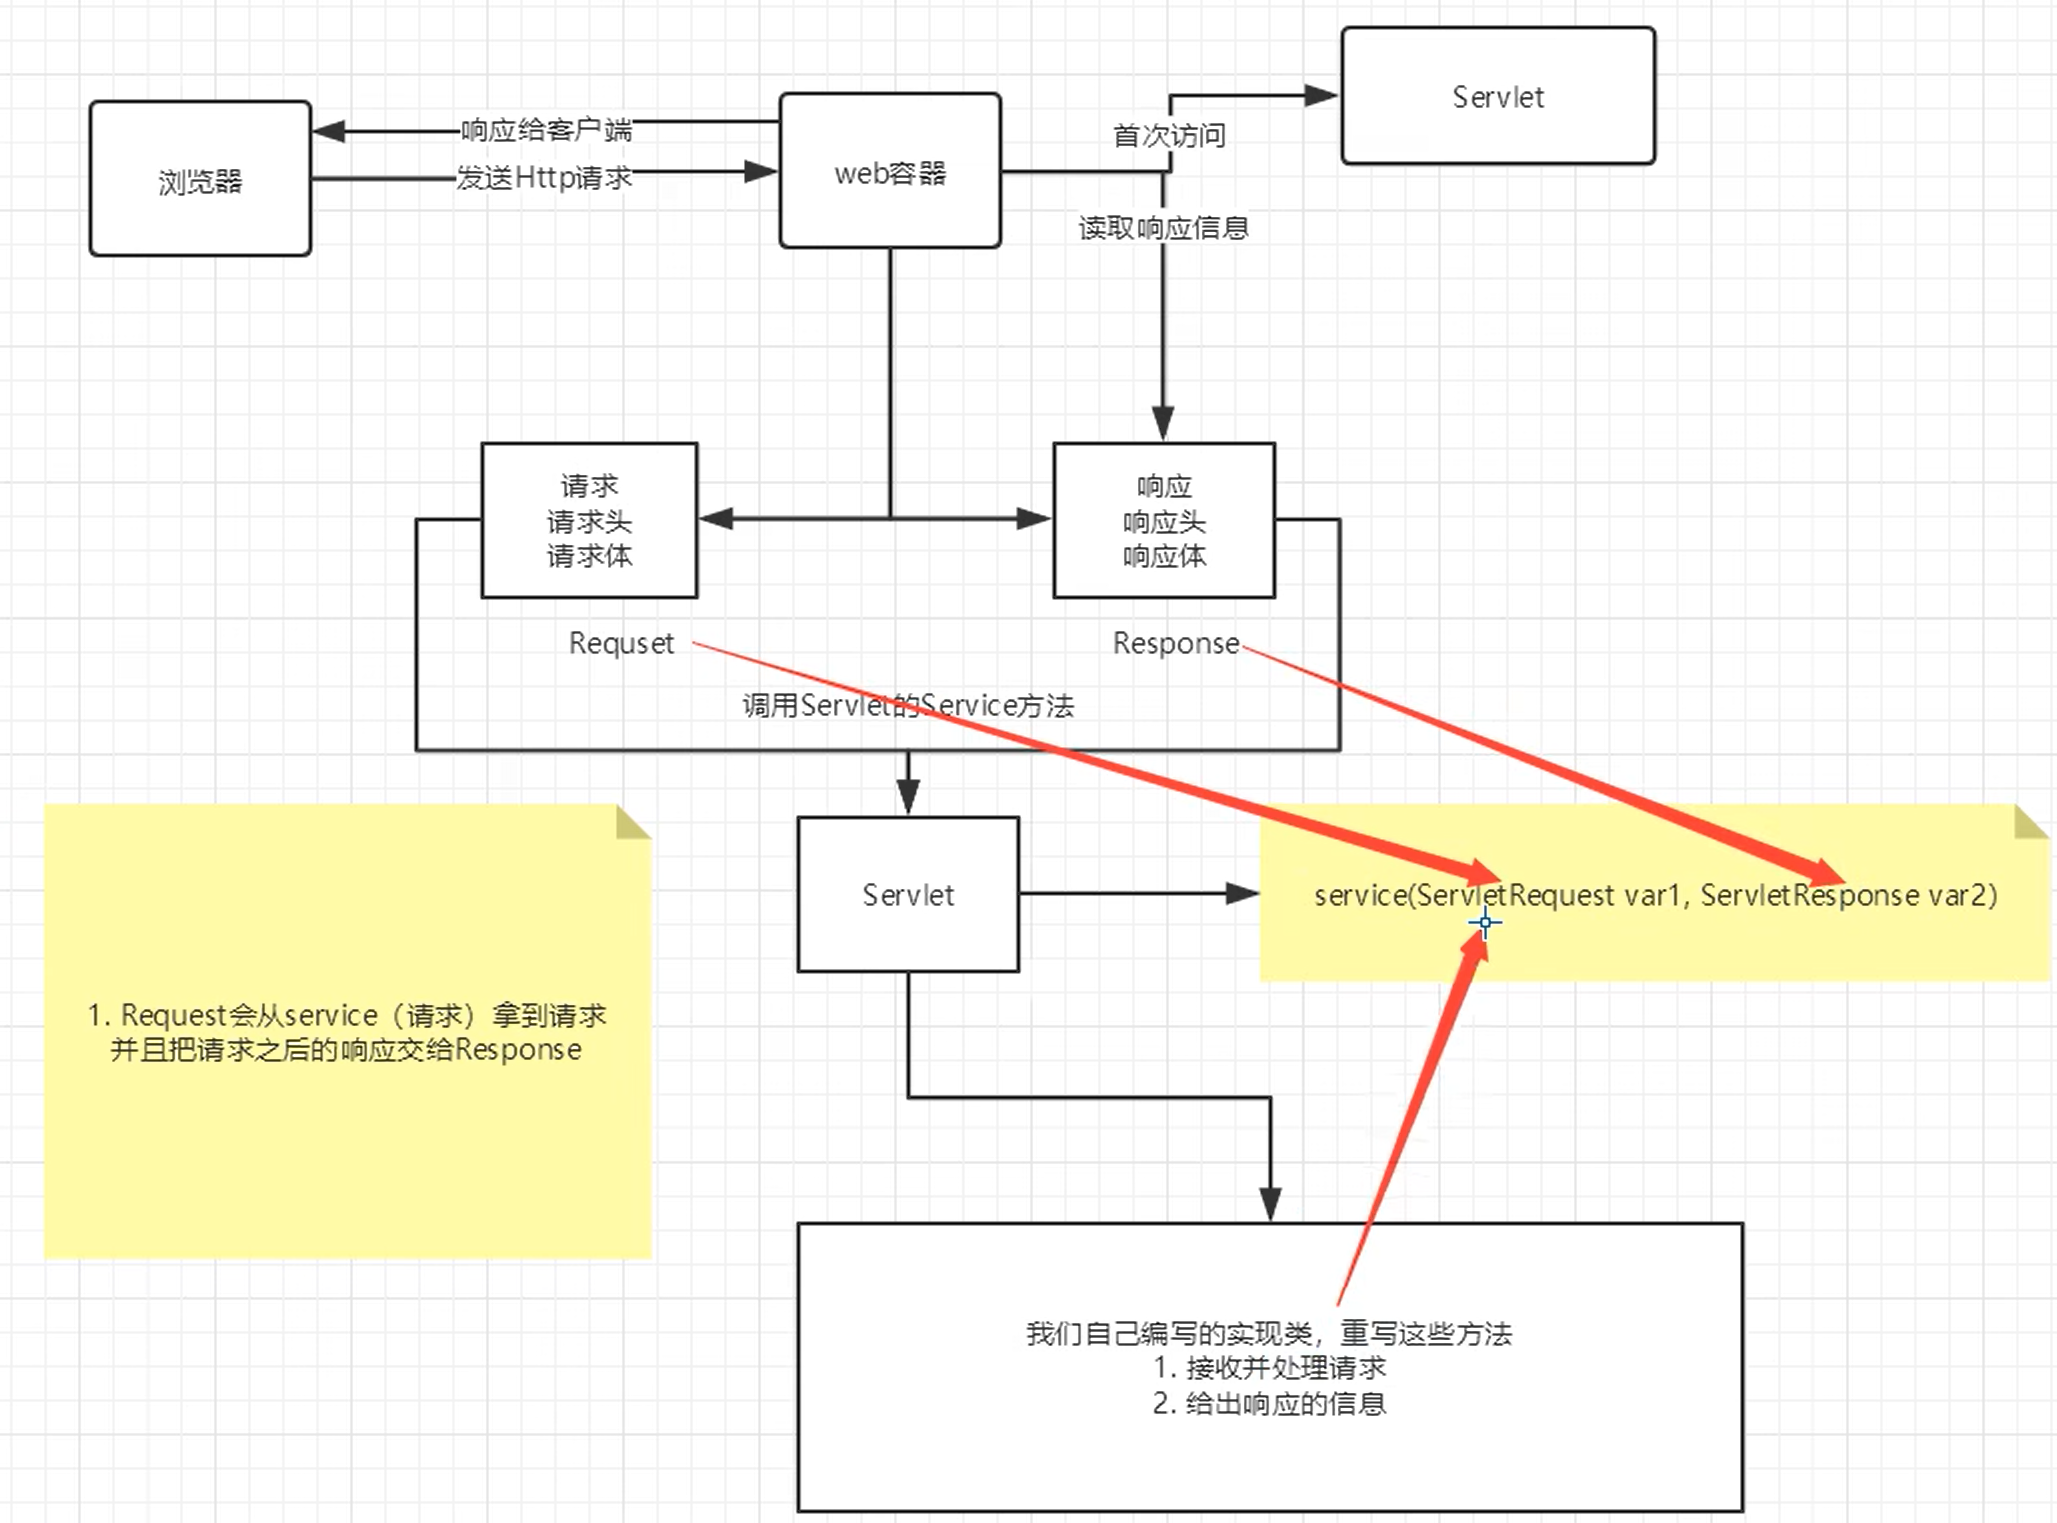 Servlet
响应给客户端
首次访问
浏览器
发送Http请求
web容器
读取响应信息
请求
请求头
请求体
响应
响应头
响应体
Requset
Response
调用Servlet的Service方法
Servlet
service(ServletRequest var1, ServletResponse var2)
1. Request会从service（请求）拿到请求
并且把请求之后的响应交给Response
我们自己编写的实现类，重写这些方法
1. 接收并处理请求
2. 给出响应的信息